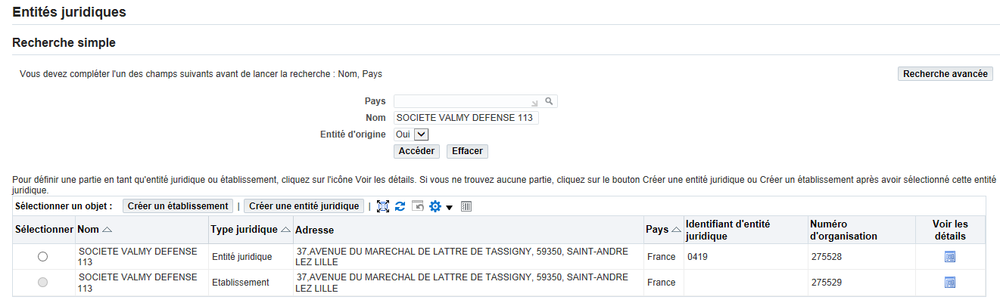 Entités juridiques
Recherche simple
Vous devez compléter l'un des champs suivants avant de lancer la recherche : Nom, Pays
Recherche avancée
Pays
Nom SOCIETE VALMY DEFENSE 113
Entité d'origine Oui
Accéder Effacer
Pour définir une partie en tant qu'entité juridique ou établissement, cliquez sur l'icône Voir les détails. Si vous ne trouvez aucune partie, cliquez sur le bouton Créer une entité juridique ou Créer un établissement après avoir sélectionné cette entité
juridique.
Sélectionner un objet : Créer un établissement | Créer une entité juridique |
Sélectionner Nom Type juridique Adresse Pays Identifiant d'entité juridique Numéro d'organisation Voir les détails
SOCIETE VALMY DEFENSE 113 Entité juridique 37,AVENUE DU MARECHAL DE LATTRE DE TASSIGNY, 59350, SAINT-ANDRE LEZ LILLE France 0419 275528
SOCIETE VALMY DEFENSE 113 Etablissement 37,AVENUE DU MARECHAL DE LATTRE DE TASSIGNY, 59350, SAINT-ANDRE LEZ LILLE France 275529